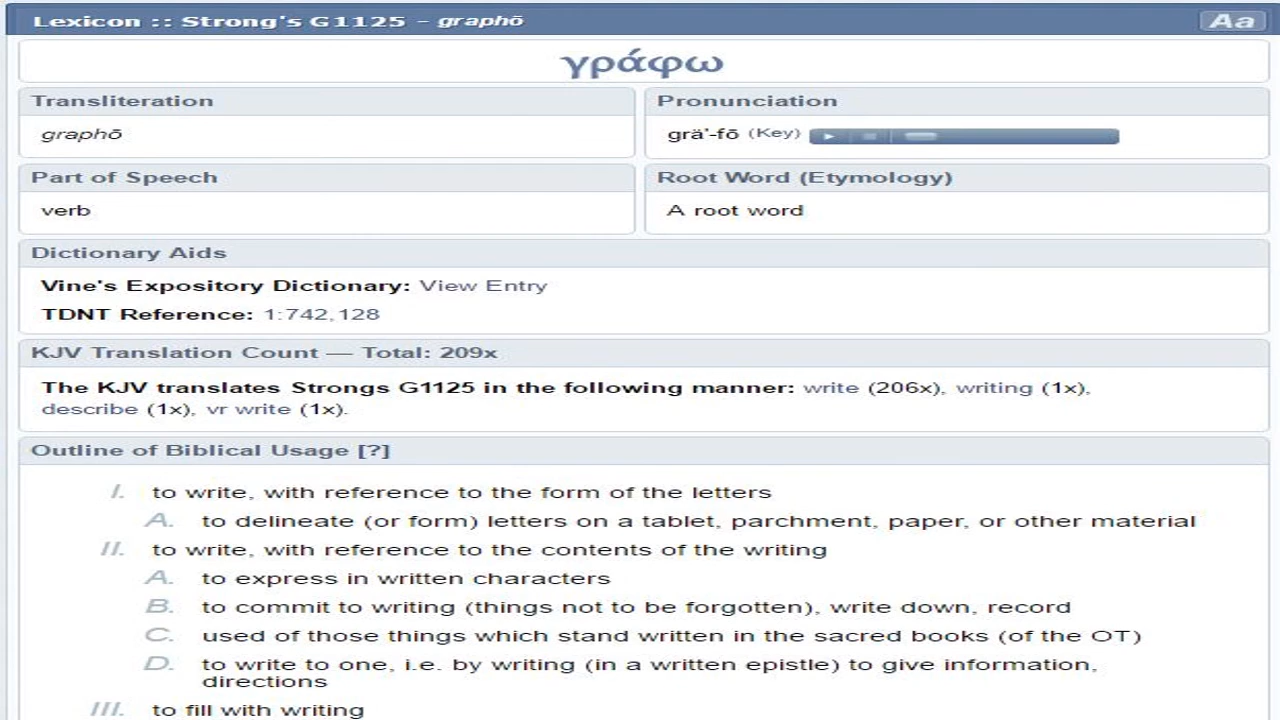 Lexicon :: Strong's G1125 - graphō
Aa
γράφω
Transliteration
graphō
Pronunciation
grä'-fō (Key)
Part of Speech
verb
Root Word (Etymology)
A root word
Dictionary Aids
Vine's Expository Dictionary: View Entry
TDNT Reference: 1:742,128
KJV Translation Count — Total: 209x
The KJV translates Strongs G1125 in the following manner: write (206x), writing (1x),
describe (1x), vr write (1x).
Outline of Biblical Usage [?]
I. to write, with reference to the form of the letters
A. to delineate (or form) letters on a tablet, parchment, paper, or other material
II. to write, with reference to the contents of the writing
A. to express in written characters
B. to commit to writing (things not to be forgotten), write down, record
C. used of those things which stand written in the sacred books (of the OT)
D. to write to one, i.e. by writing (in a written epistle) to give information,
directions
III. to fill with writing